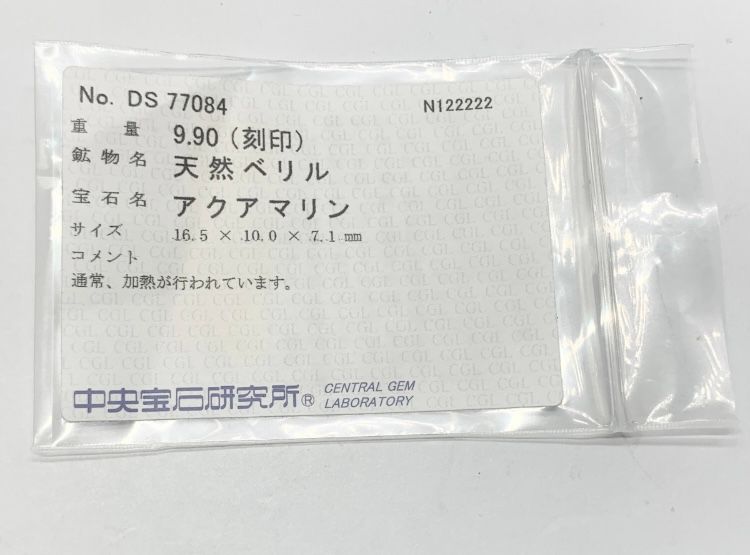 No. DS 77084 N122222
重量 9.90 (刻印)
鉱物名 天然ベリル
宝石名 アクアマリン
サイズ 16.5 × 10.0 × 7.1 mm
コメント
通常、加熱が行われています。
中央宝石研究所® CENTRAL GEM
LABORATORY